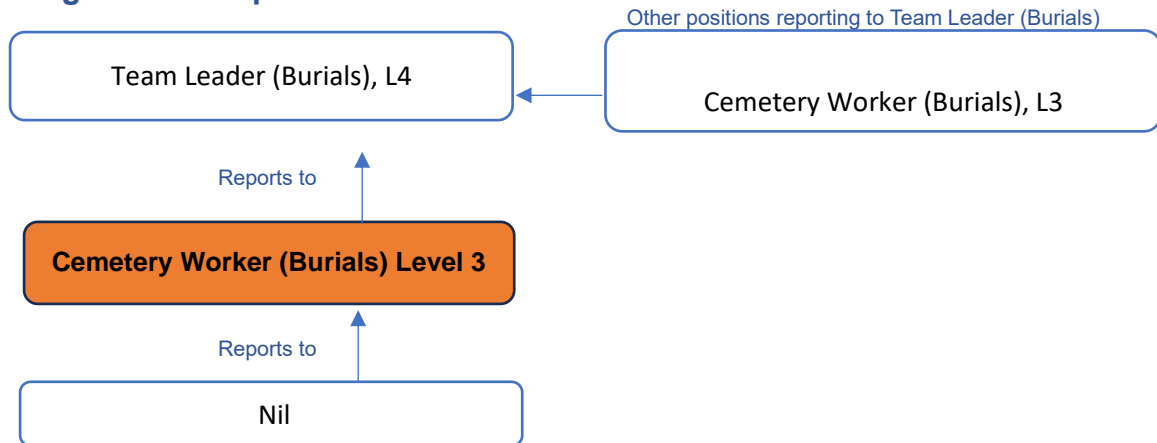 Other positions reporting to Team Leader (Burials)
Team Leader (Burials), L4
Cemetery Worker (Burials), L3
Reports to
Cemetery Worker (Burials) Level 3
Reports to
Nil